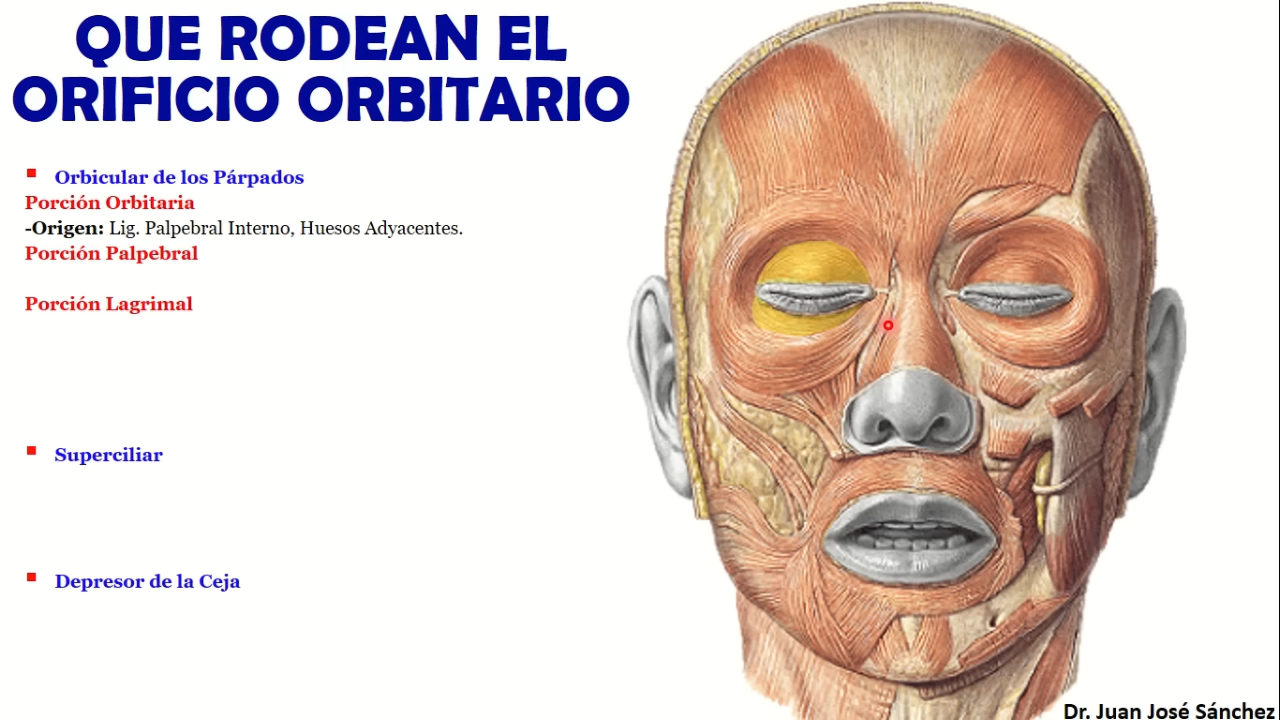 QUE RODEAN EL
ORIFICIO ORBITARIO
Orbicular de los Párpados
Porción Orbitaria
-Origen: Lig. Palpebral Interno, Huesos Adyacentes.
Porción Palpebral
Porción Lagrimal
Superciliar
Depresor de la Ceja
Dr. Juan José Sánchez